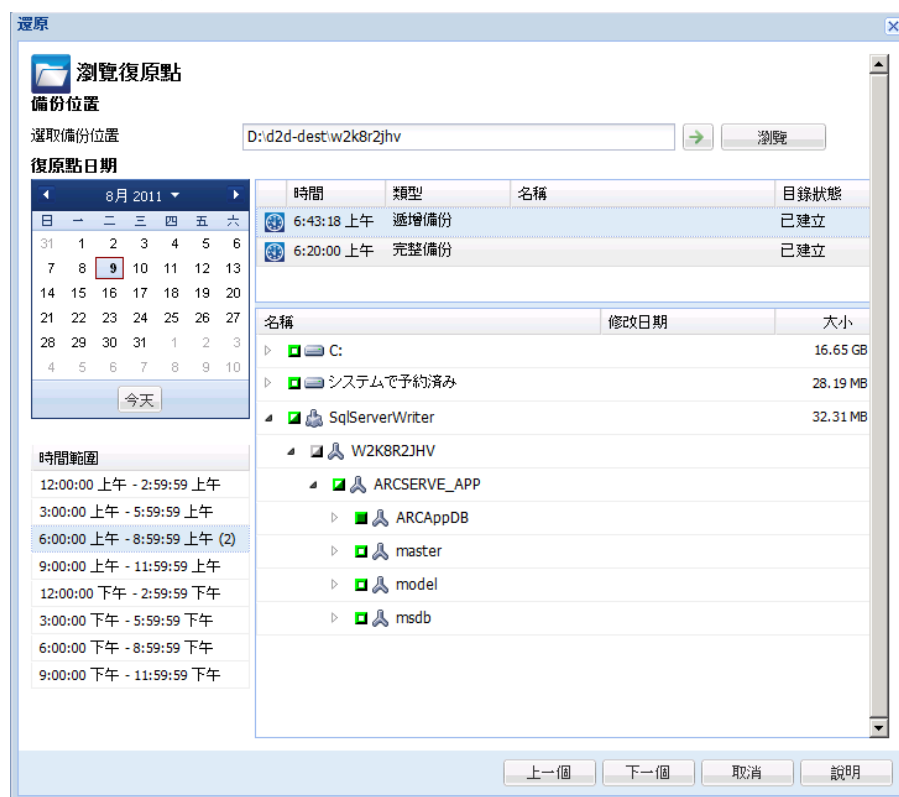 還原
瀏覽復原點
備份位置
選取備份位置 D:\d2d-dest\w2k8r2jhv 瀏覽
復原點日期
8月 2011
日 一 二 三 四 五 六
31 1 2 3 4 5 6
7 8 9 10 11 12 13
14 15 16 17 18 19 20
21 22 23 24 25 26 27
28 29 30 31 1 2 3
4 5 6 7 8 9 10
今天
時間範圍
12:00:00 上午 - 2:59:59 上午
3:00:00 上午 - 5:59:59 上午
6:00:00 上午 - 8:59:59 上午 (2)
9:00:00 上午 - 11:59:59 上午
12:00:00 下午 - 2:59:59 下午
3:00:00 下午 - 5:59:59 下午
6:00:00 下午 - 8:59:59 下午
9:00:00 下午 - 11:59:59 下午
時間 類型 名稱 目錄狀態
6:43:18 上午 遞增備份 已建立
6:20:00 上午 完整備份 已建立
名稱 修改日期 大小
C: 16.65 GB
システムで予約済み 28.19 MB
SqlServerWriter 32.31 MB
W2K8R2JHV
ARCSERVE_APP
ARCAppDB
master
model
msdb
上一個 下一個 取消 說明